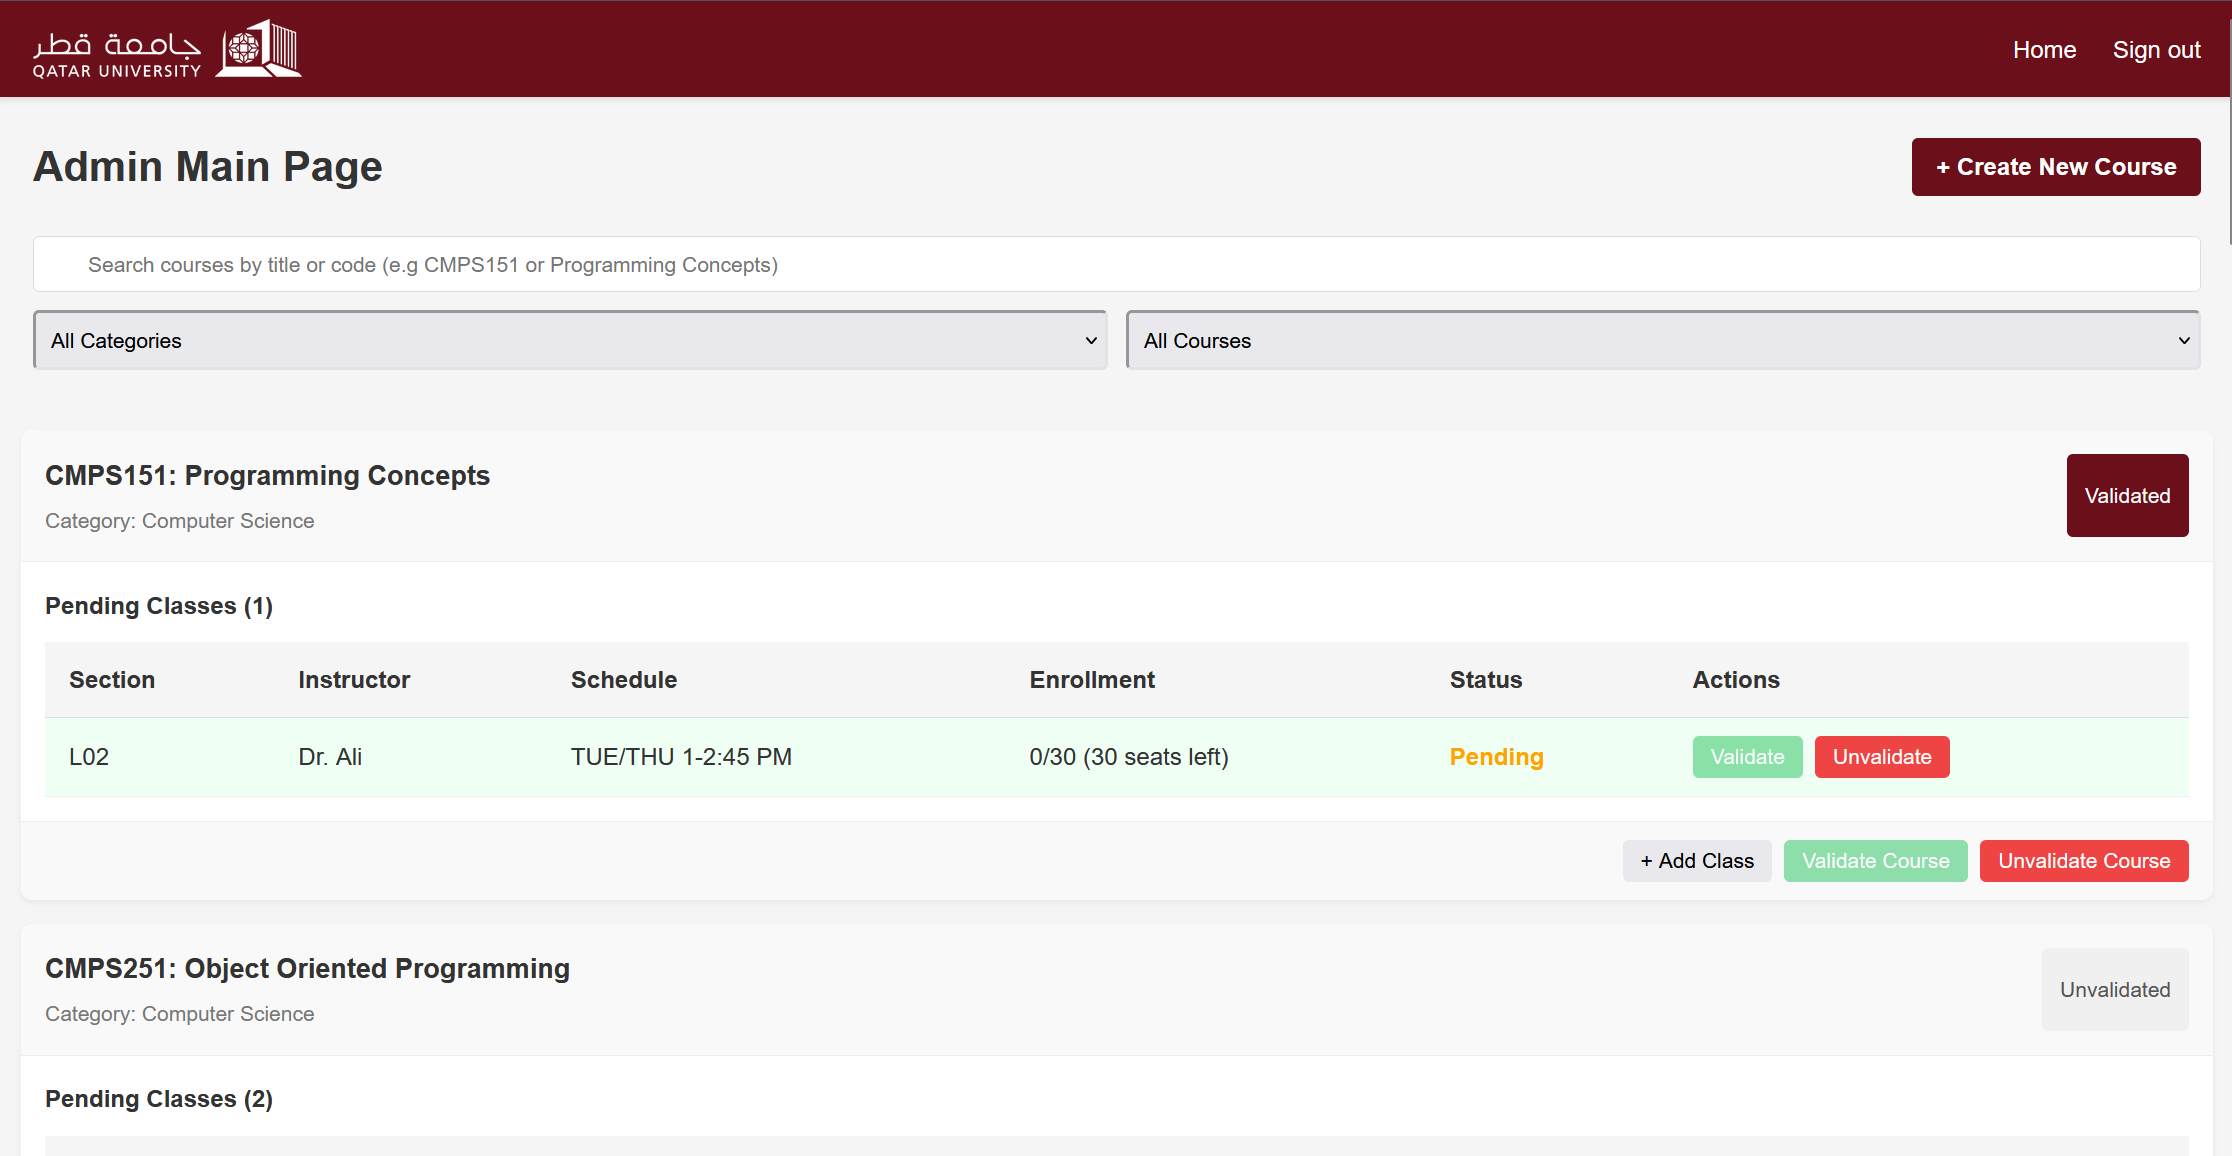 جامعة قطر
QATAR UNIVERSITY
Home Sign out
Admin Main Page
+ Create New Course
Search courses by title or code (e.g CMPS151 or Programming Concepts)
All Categories All Courses
CMPS151: Programming Concepts
Category: Computer Science
Validated
Pending Classes (1)
Section Instructor Schedule Enrollment Status Actions
L02 Dr. Ali TUE/THU 1-2:45 PM 0/30 (30 seats left) Pending Validate Unvalidate
+ Add Class Validate Course Unvalidate Course
CMPS251: Object Oriented Programming
Category: Computer Science
Unvalidated
Pending Classes (2)